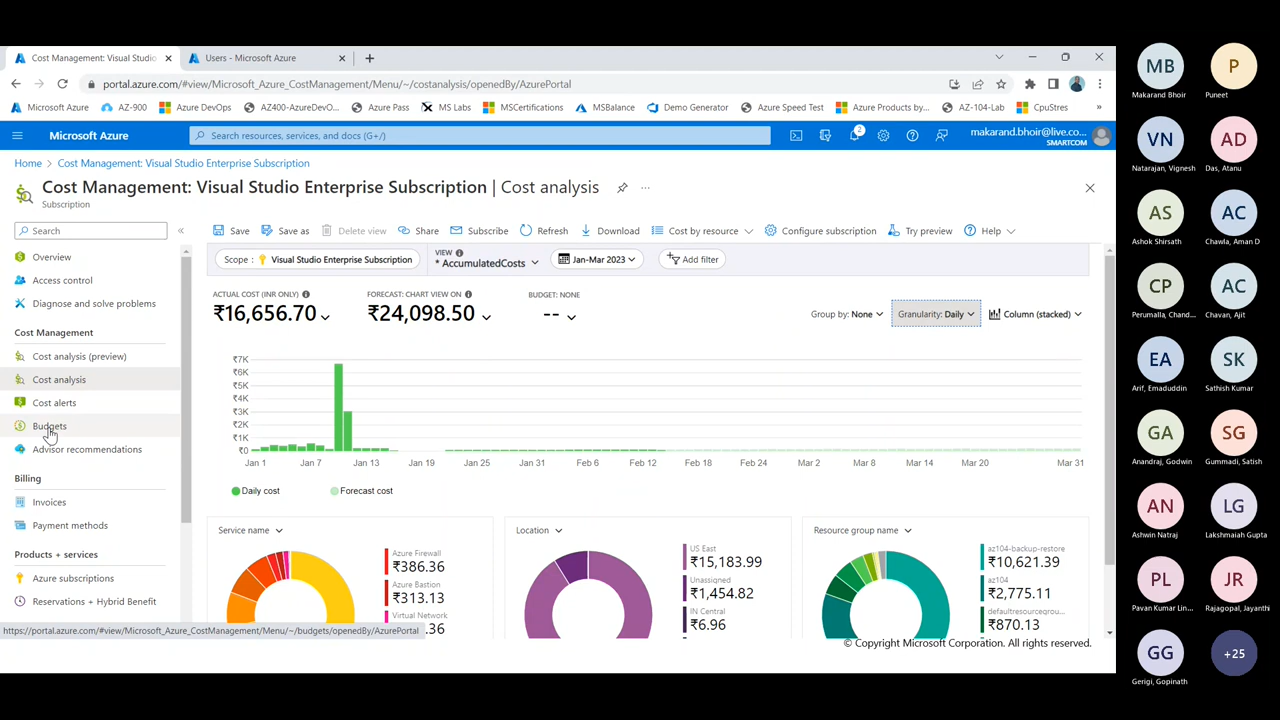 Cost Management: Visual Studio
Users - Microsoft Azure
portal.azure.com/#view/Microsoft_Azure_CostManagement/Menu/~/costanalysis/openedBy/AzurePortal
Microsoft Azure
AZ-900
Azure DevOps
AZ400-AzureDevO...
Azure Pass
MS Labs
MSCertifications
MSBalance
Demo Generator
Azure Speed Test
Azure Products by...
AZ-104-Lab
CpuStres
»
Microsoft Azure
Search resources, services, and docs (G+/)
2
makarand.bhoir@live.co...
SMARTCOM
Home > Cost Management: Visual Studio Enterprise Subscription
Cost Management: Visual Studio Enterprise Subscription | Cost analysis
Subscription
Search
«
Overview
Access control
Diagnose and solve problems
Cost Management
Cost analysis (preview)
Cost analysis
Cost alerts
Budgets
Advisor recommendations
Billing
Invoices
Payment methods
Products + services
Azure subscriptions
Reservations + Hybrid Benefit
https://portal.azure.com/#view/Microsoft_Azure_CostManagement/Menu/~/budgets/openedBy/AzurePortal
Save
Save as
Delete view
Share
Subscribe
Refresh
Download
Cost by resource
Configure subscription
Try preview
Help
Scope : Visual Studio Enterprise Subscription
VIEW
* AccumulatedCosts
Jan-Mar 2023
Add filter
ACTUAL COST (INR ONLY)
₹16,656.70
FORECAST: CHART VIEW ON
₹24,098.50
BUDGET: NONE
--
Group by: None
Granularity: Daily
Column (stacked)
₹7K
₹6K
₹5K
₹4K
₹3K
₹2K
₹1K
₹0
Jan 1 Jan 7 Jan 13 Jan 19 Jan 25 Jan 31 Feb 6 Feb 12 Feb 18 Feb 24 Mar 2 Mar 8 Mar 14 Mar 20 Mar 31
Daily cost
Forecast cost
Service name
Azure Firewall
₹386.36
Azure Bastion
₹313.13
Virtual Network
.36
Location
US East
₹15,183.99
Unassigned
₹1,454.82
IN Central
₹6.96
Resource group name
az104-backup-restore
₹10,621.39
az104
₹2,775.11
defaultresourcegrou...
₹870.13
© Copyright Microsoft Corporation. All rights reserved.
MB
Makarand Bhoir
P
Puneet
VN
Natarajan, Vignesh
AD
Das, Atanu
AS
Ashok Shirsath
AC
Chawla, Aman D
CP
Perumalla, Chand...
AC
Chavan, Ajit
EA
Arif, Emaduddin
SK
Sathish Kumar
GA
Anandraj, Godwin
SG
Gummadi, Satish
AN
Ashwin Natraj
LG
Lakshmaiah Gupta
PL
Pavan Kumar Lin...
JR
Rajagopal, Jayanthi
GG
Gerigi, Gopinath
+25